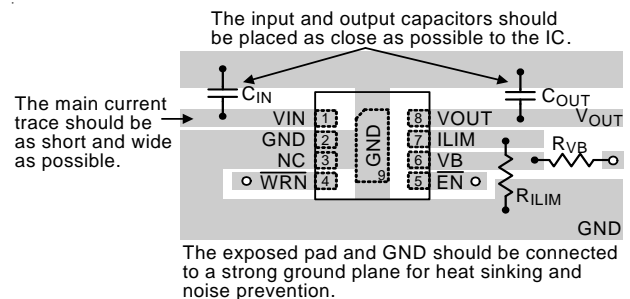 The input and output capacitors should
be placed as close as possible to the IC.
CIN
COUT
The main current
trace should be
as short and wide
as possible.
VIN 1
8 VOUT
VOUT
GND 2
7 ILIM
NC 3
6 VB
RVB
WRN 4
5 EN
GND
9
RILIM
GND
The exposed pad and GND should be connected
to a strong ground plane for heat sinking and
noise prevention.